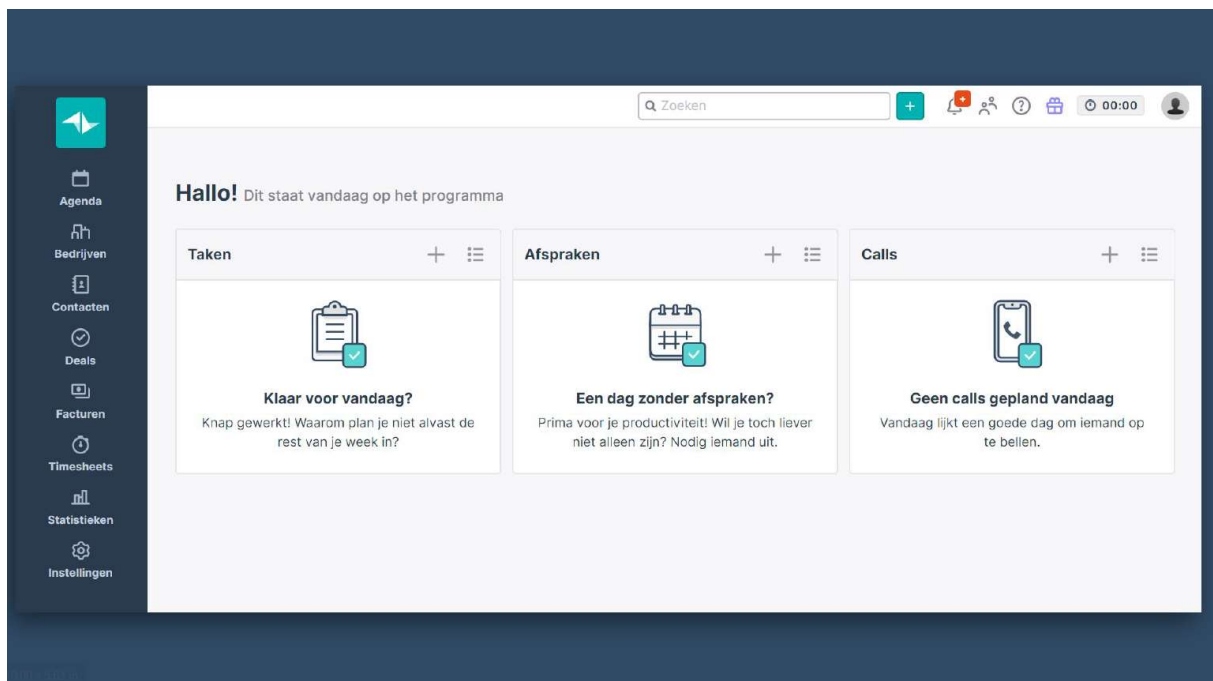 Zoeken
+
+
00:00
Agenda
Bedrijven
Contacten
Deals
Facturen
Timesheets
Statistieken
Instellingen
Hallo! Dit staat vandaag op het programma
Taken
Klaar voor vandaag?
Knap gewerkt! Waarom plan je niet alvast de
rest van je week in?
Afspraken
Een dag zonder afspraken?
Prima voor je productiviteit! Wil je toch liever
niet alleen zijn? Nodig iemand uit.
Calls
Geen calls gepland vandaag
Vandaag lijkt een goede dag om iemand op
te bellen.